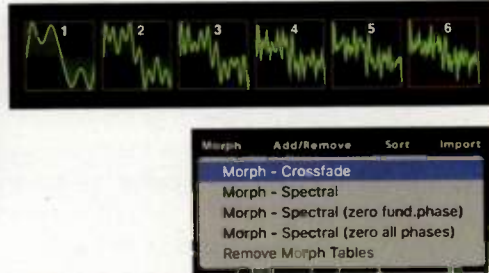 1 2 3 4 5 6
Morph Add/Remove Sort Import
Morph - Crossfade
Morph - Spectral
Morph - Spectral (zero fund.phase)
Morph - Spectral (zero all phases)
Remove Morph Tables